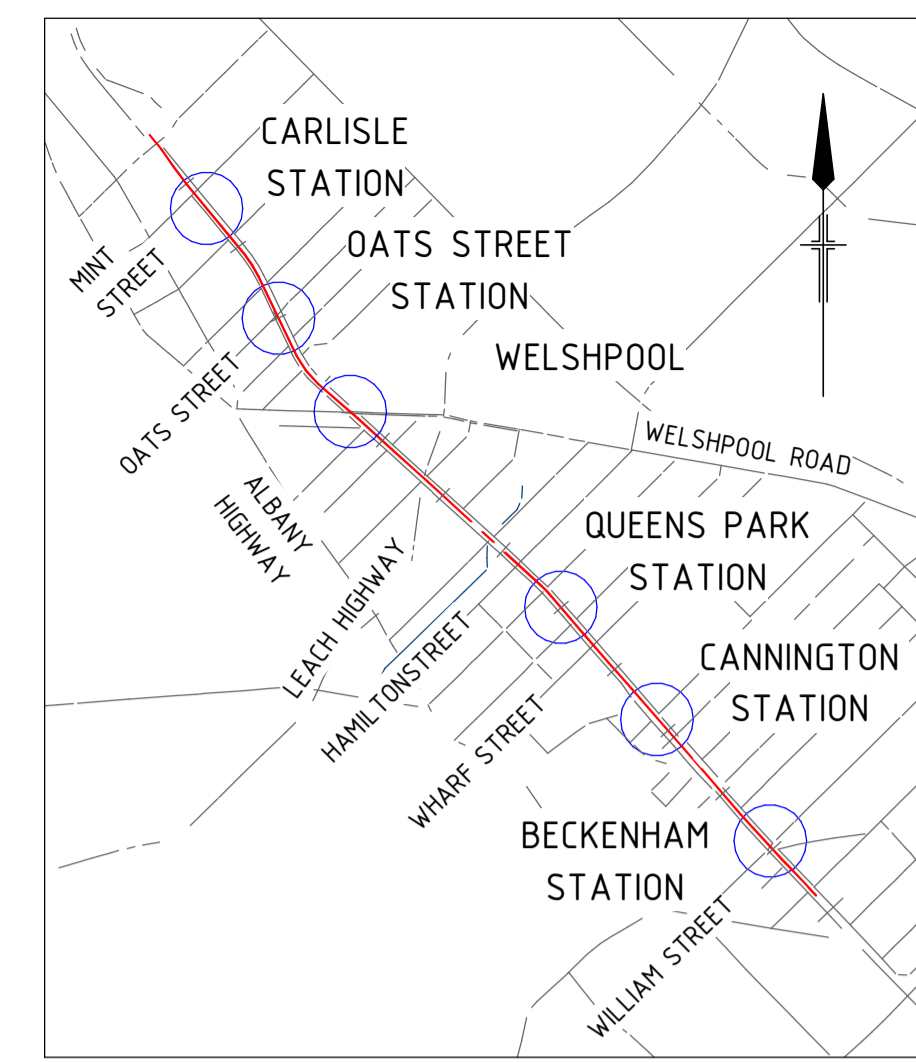 CARLISLE
STATION
MINT
STREET
OATS STREET
STATION
WELSHPOOL
OATS STREET
WELSHPOOL ROAD
ALBANY
HIGHWAY
QUEENS PARK
STATION
LEACH HIGHWAY
HAMILTONSTREET
CANNINGTON
STATION
WHARF STREET
BECKENHAM
STATION
WILLIAM STREET